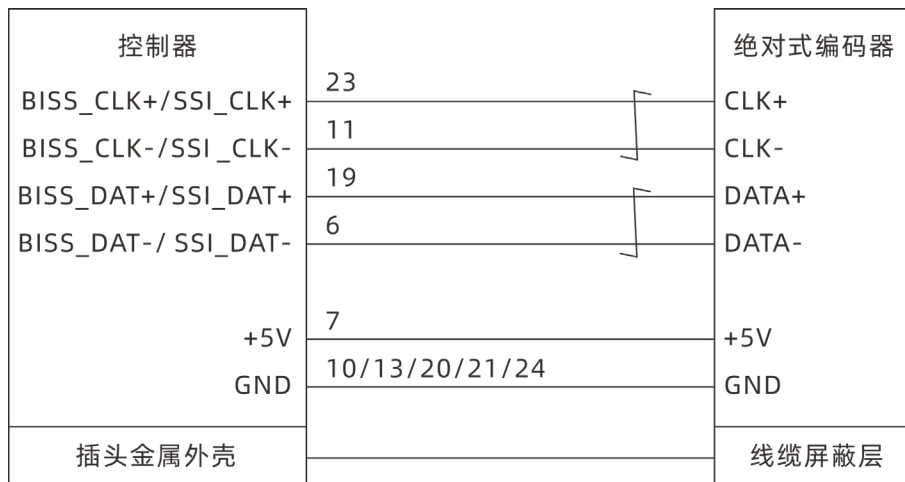 控制器
绝对式编码器
BISS_CLK+/SSI_CLK+ 23 CLK+
BISS_CLK-/SSI _CLK- 11 CLK-
BISS_DAT+/SSI_DAT+ 19 DATA+
BISS_DAT-/ SSI_DAT- 6 DATA-
+5V 7 +5V
GND 10/13/20/21/24 GND
插头金属外壳 线缆屏蔽层